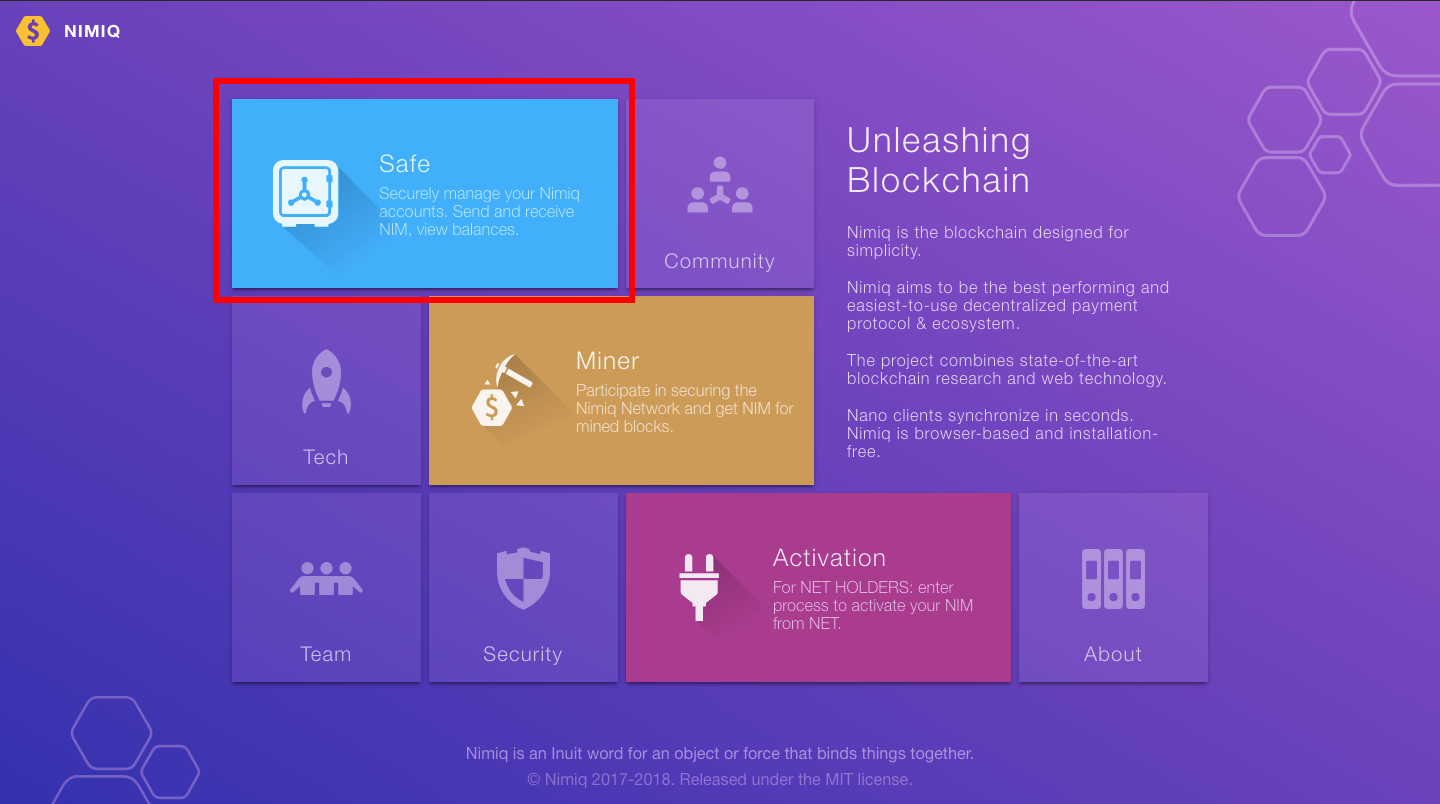 NIMIQ
Safe
Securely manage your Nimiq
accounts. Send and receive
NIM, view balances.
Community
Unleashing
Blockchain
Nimiq is the blockchain designed for
simplicity.
Nimiq aims to be the best performing and
easiest-to-use decentralized payment
protocol & ecosystem.
The project combines state-of-the-art
blockchain research and web technology.
Nano clients synchronize in seconds.
Nimiq is browser-based and installation-
free.
Tech
Miner
Participate in securing the
Nimiq Network and get NIM for
mined blocks.
Team
Security
Activation
For NET HOLDERS: enter
process to activate your NIM
from NET.
About
Nimiq is an Inuit word for an object or force that binds things together.
© Nimiq 2017-2018. Released under the MIT license.